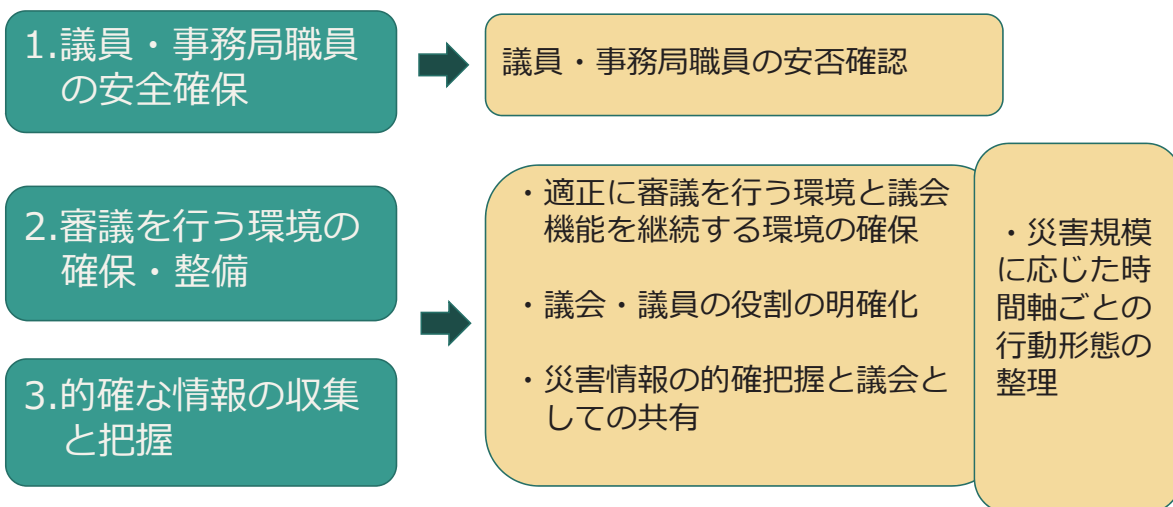 1.議員・事務局職員
の安全確保
議員・事務局職員の安否確認
2.審議を行う環境の
確保・整備
3.的確な情報の収集
と把握
・適正に審議を行う環境と議会
機能を継続する環境の確保
・議会・議員の役割の明確化
・災害情報の的確把握と議会と
しての共有
・災害規模
に応じた時
間軸ごとの
行動形態の
整理